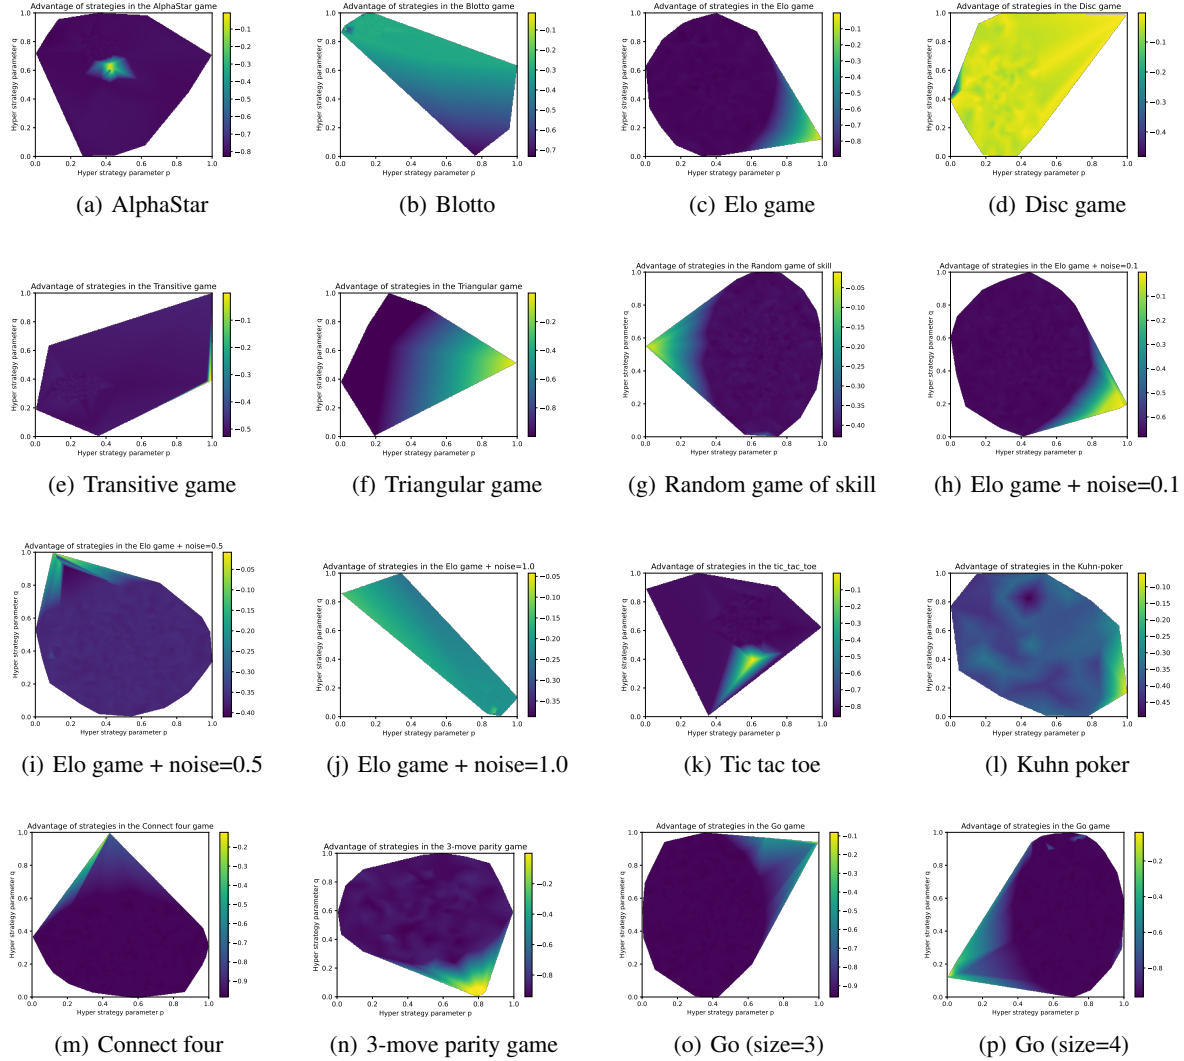 Advantage of strategies in the AlphaStar game
Advantage of strategies in the Blotto game
Advantage of strategies in the Elo game
Advantage of strategies in the Disc game
Hyper strategy parameter q
Hyper strategy parameter p
(a) AlphaStar
(b) Blotto
(c) Elo game
(d) Disc game
Advantage of strategies in the Transitive game
Advantage of strategies in the Triangular game
Advantage of strategies in the Random game of skill
Advantage of strategies in the Elo game + noise=0.1
(e) Transitive game
(f) Triangular game
(g) Random game of skill
(h) Elo game + noise=0.1
Advantage of strategies in the Elo game + noise=0.5
Advantage of strategies in the Elo game + noise=1.0
Advantage of strategies in the tic_tac_toe
Advantage of strategies in the Kuhn-poker
(i) Elo game + noise=0.5
(j) Elo game + noise=1.0
(k) Tic tac toe
(l) Kuhn poker
Advantage of strategies in the Connect four game
Advantage of strategies in the 3-move parity game
Advantage of strategies in the Go game
Advantage of strategies in the Go game
(m) Connect four
(n) 3-move parity game
(o) Go (size=3)
(p) Go (size=4)